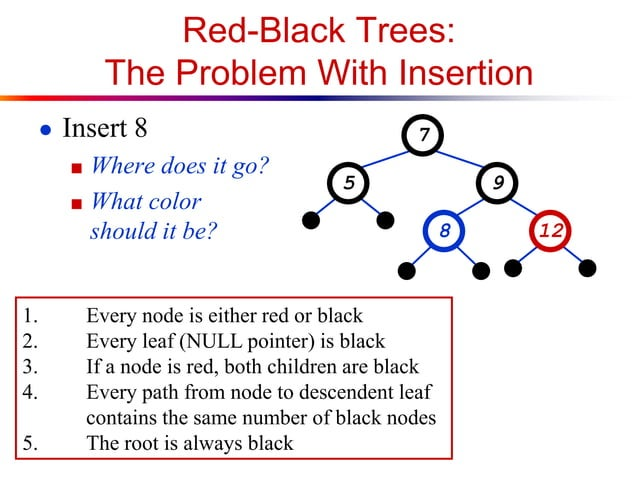 Red-Black Trees:
The Problem With Insertion
● Insert 8
■ Where does it go?
■ What color
should it be?
7
5
9
8
12
1. Every node is either red or black
2. Every leaf (NULL pointer) is black
3. If a node is red, both children are black
4. Every path from node to descendent leaf
contains the same number of black nodes
5. The root is always black